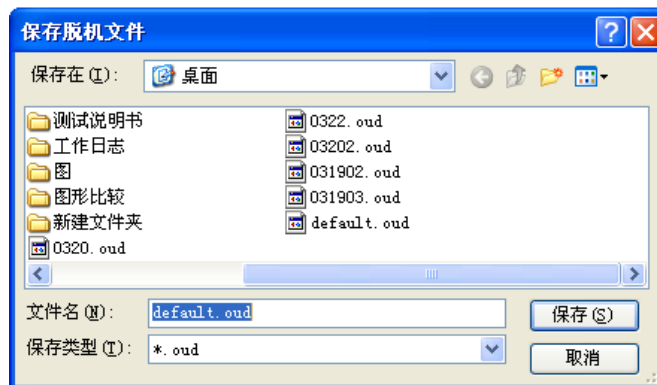 保存脱机文件
保存在(I): 桌面
测试说明书
工作日志
图
图形比较
新建文件夹
0320.oud
0322.oud
03202.oud
031902.oud
031903.oud
default.oud
文件名(N): default.oud
保存(S)
保存类型(T): *.oud
取消